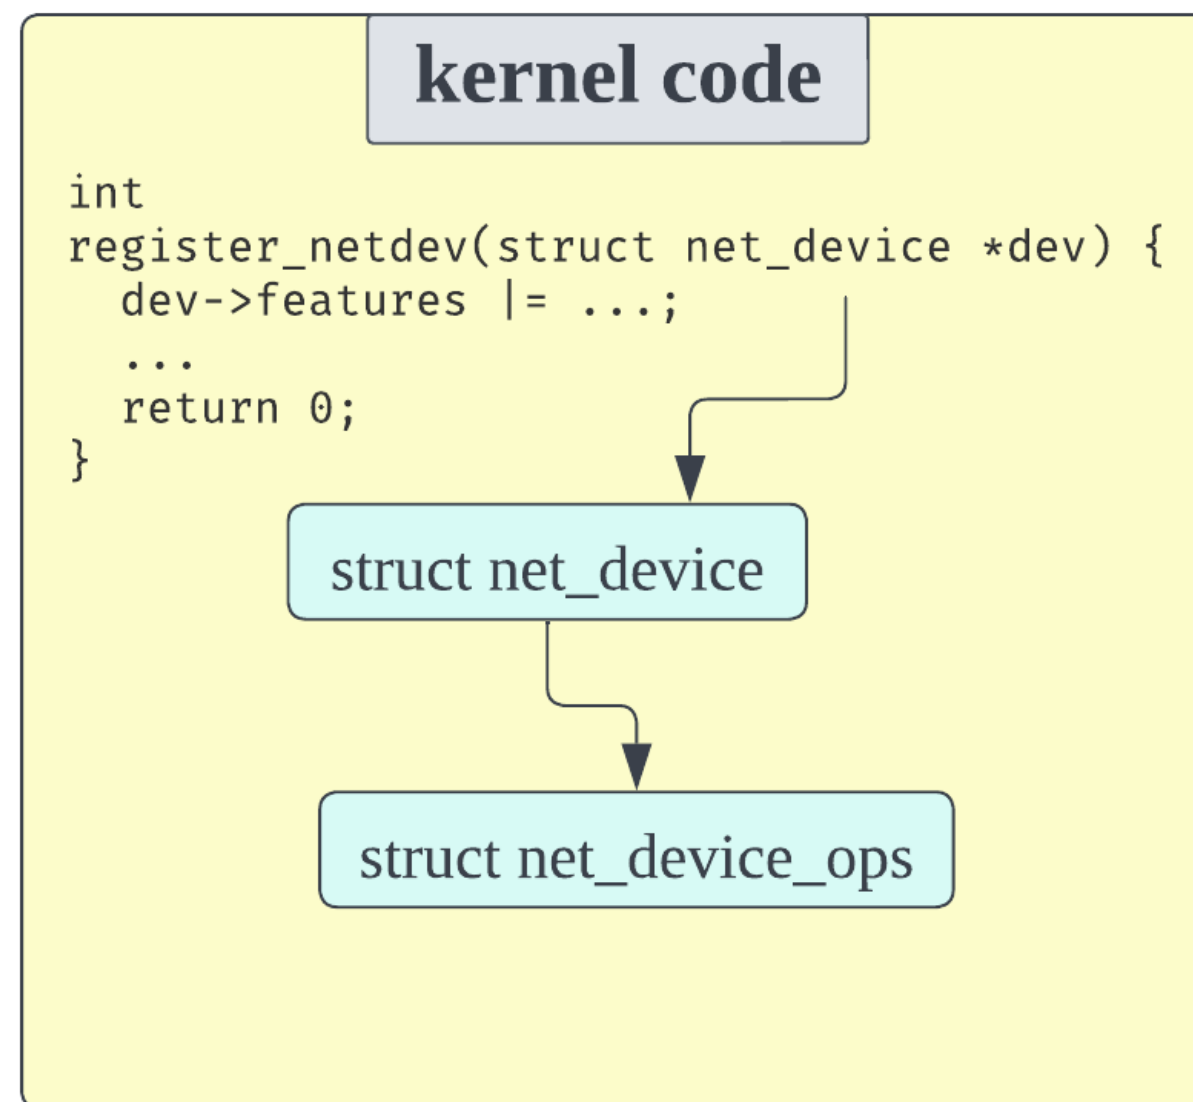 kernel code
int
register_netdev(struct net_device *dev) {
  dev->features |= ...;
  ...
  return 0;
}
struct net_device
struct net_device_ops